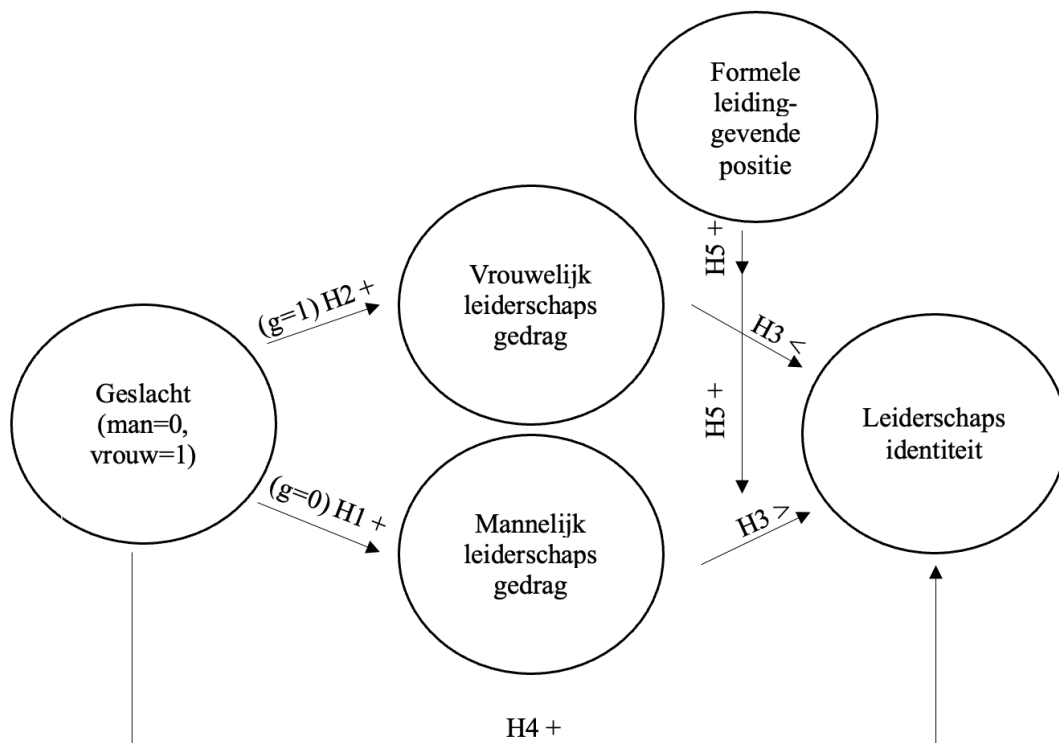 Formele
leiding-
gevende
positie
H5 +
Vrouwelijk
leiderschaps
gedrag
(g=1) H2 +
H3 <
Geslacht
(man=0,
vrouw=1)
H5 +
Leiderschaps
identiteit
(g=0) H1 +
Mannelijk
leiderschaps
gedrag
H3 >
H4 +